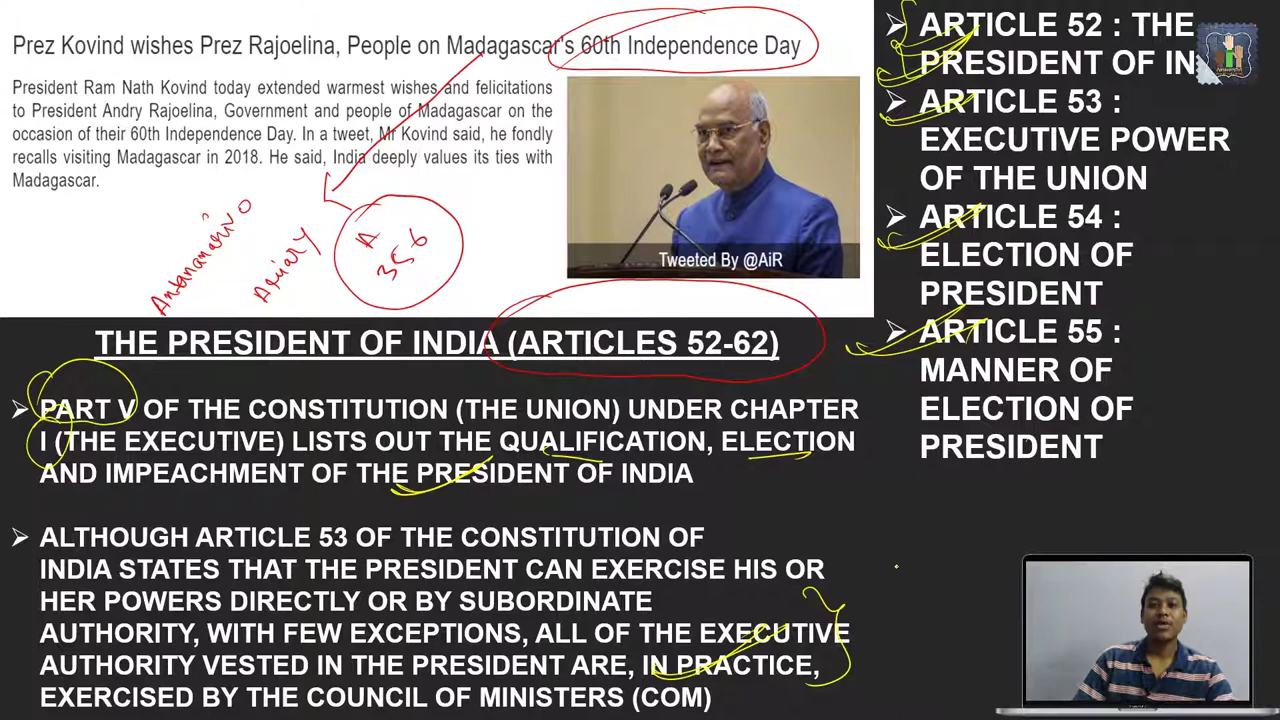 Prez Kovind wishes Prez Rajoelina, People on Madagascar's 60th Independence Day
President Ram Nath Kovind today extended warmest wishes and felicitations
to President Andry Rajoelina, Government and people of Madagascar on the
occasion of their 60th Independence Day. In a tweet, Mr Kovind said, he fondly
recalls visiting Madagascar in 2018. He said, India deeply values its ties with
Madagascar.
Tweeted By @AiR
Antananarivo
Ariary
A
356
THE PRESIDENT OF INDIA (ARTICLES 52-62)
➢ PART V OF THE CONSTITUTION (THE UNION) UNDER CHAPTER
I (THE EXECUTIVE) LISTS OUT THE QUALIFICATION, ELECTION
AND IMPEACHMENT OF THE PRESIDENT OF INDIA
➢ ALTHOUGH ARTICLE 53 OF THE CONSTITUTION OF
INDIA STATES THAT THE PRESIDENT CAN EXERCISE HIS OR
HER POWERS DIRECTLY OR BY SUBORDINATE
AUTHORITY, WITH FEW EXCEPTIONS, ALL OF THE EXECUTIVE
AUTHORITY VESTED IN THE PRESIDENT ARE, IN PRACTICE,
EXERCISED BY THE COUNCIL OF MINISTERS (COM)
➢ ARTICLE 52 : THE
PRESIDENT OF IN
➢ ARTICLE 53 :
EXECUTIVE POWER
OF THE UNION
➢ ARTICLE 54 :
ELECTION OF
PRESIDENT
➢ ARTICLE 55 :
MANNER OF
ELECTION OF
PRESIDENT